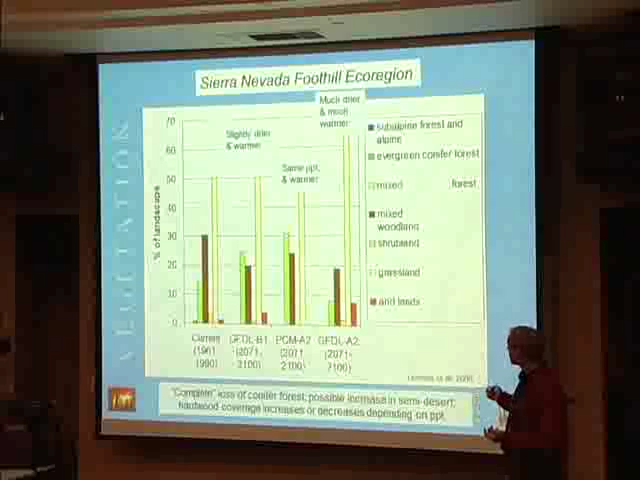 Sierra Nevada Foothill Ecoregion
VEGETATION
% of landscape
70
60
50
40
30
20
10
0
Slightly drier
& warmer
Same ppt,
& warmer
Much drier
& much
warmer
subalpine forest and
alpine
evergreen conifer forest
mixed forest
mixed
woodland
shrubland
grassland
arid lands
Current
(1961
1990)
GFDL-B1
(2071-
2100)
PCM-A2
(2071
2100)
GFDL-A2
(2071-
2100)
"Complete" loss of conifer forest; possible increase in semi-desert;
hardwood coverage increases or decreases depending on ppt.